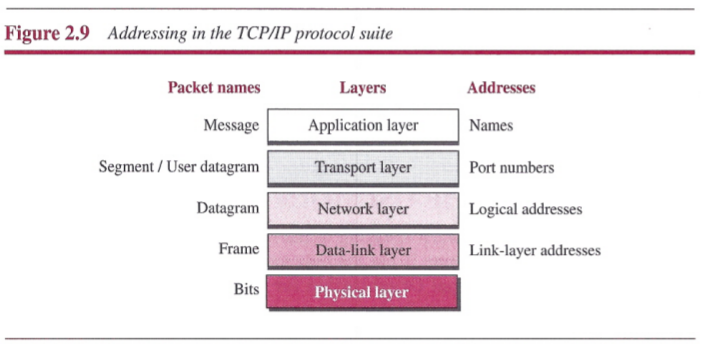 Figure 2.9 Addressing in the TCP/IP protocol suite
Packet names Layers Addresses
Message Application layer Names
Segment / User datagram Transport layer Port numbers
Datagram Network layer Logical addresses
Frame Data-link layer Link-layer addresses
Bits Physical layer